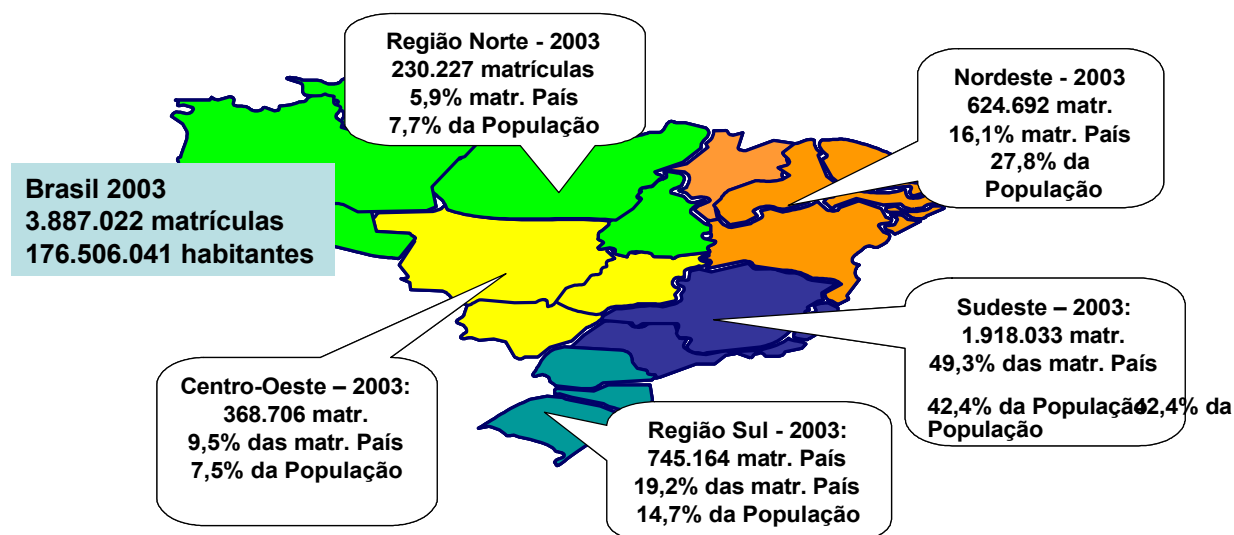 Região Norte - 2003
230.227 matrículas
5,9% matr. País
7,7% da População
Nordeste - 2003
624.692 matr.
16,1% matr. País
27,8% da
População
Brasil 2003
3.887.022 matrículas
176.506.041 habitantes
Sudeste – 2003:
1.918.033 matr.
49,3% das matr. País
42,4% da População42,4% da
População
Centro-Oeste – 2003:
368.706 matr.
9,5% das matr. País
7,5% da População
Região Sul - 2003:
745.164 matr. País
19,2% das matr. País
14,7% da População